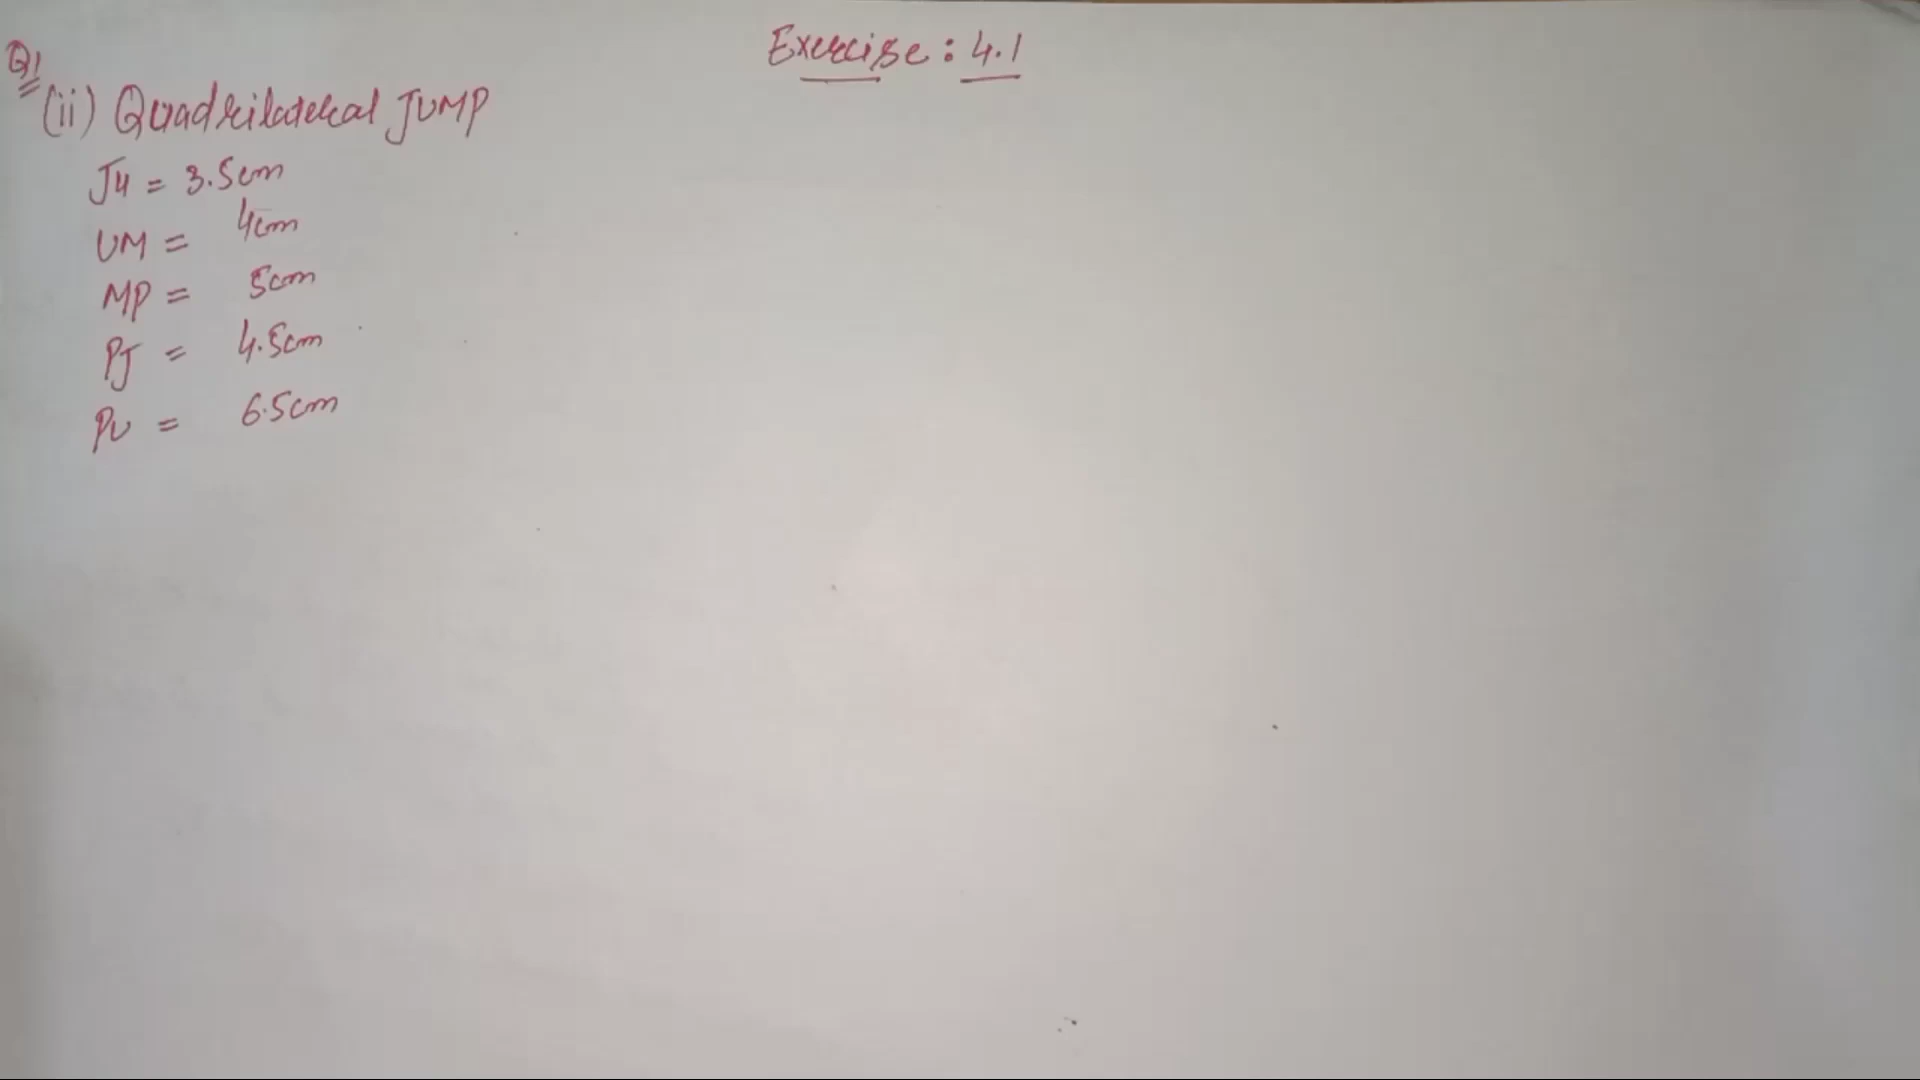 Exercise : 4.1
Q1
(ii) Quadrilateral JUMP
JU = 3.5cm
UM = 4cm
MP = 5cm
PJ = 4.5cm
PU = 6.5cm